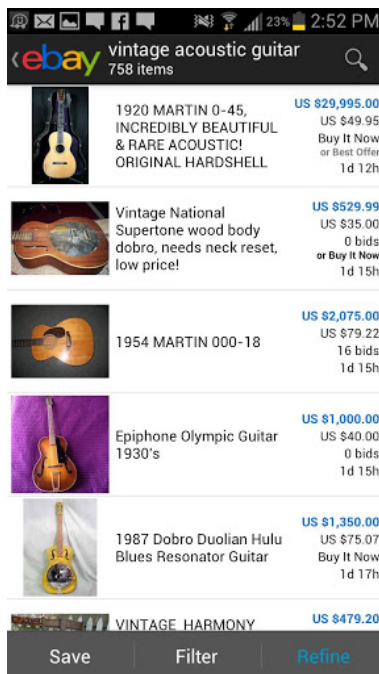 23% 2:52 PM
ebay vintage acoustic guitar
758 items
1920 MARTIN 0-45,
INCREDIBLY BEAUTIFUL
& RARE ACOUSTIC!
ORIGINAL HARDSHELL
US $29,995.00
US $49.95
Buy It Now
or Best Offer
1d 12h
Vintage National
Supertone wood body
dobro, needs neck reset,
low price!
US $529.99
US $35.00
0 bids
or Buy It Now
1d 15h
1954 MARTIN 000-18
US $2,075.00
US $79.22
16 bids
1d 15h
Epiphone Olympic Guitar
1930's
US $1,000.00
US $40.00
0 bids
1d 15h
1987 Dobro Duolian Hulu
Blues Resonator Guitar
US $1,350.00
US $75.07
Buy It Now
1d 17h
VINTAGE HARMONY
US $479.20
Save Filter Refine